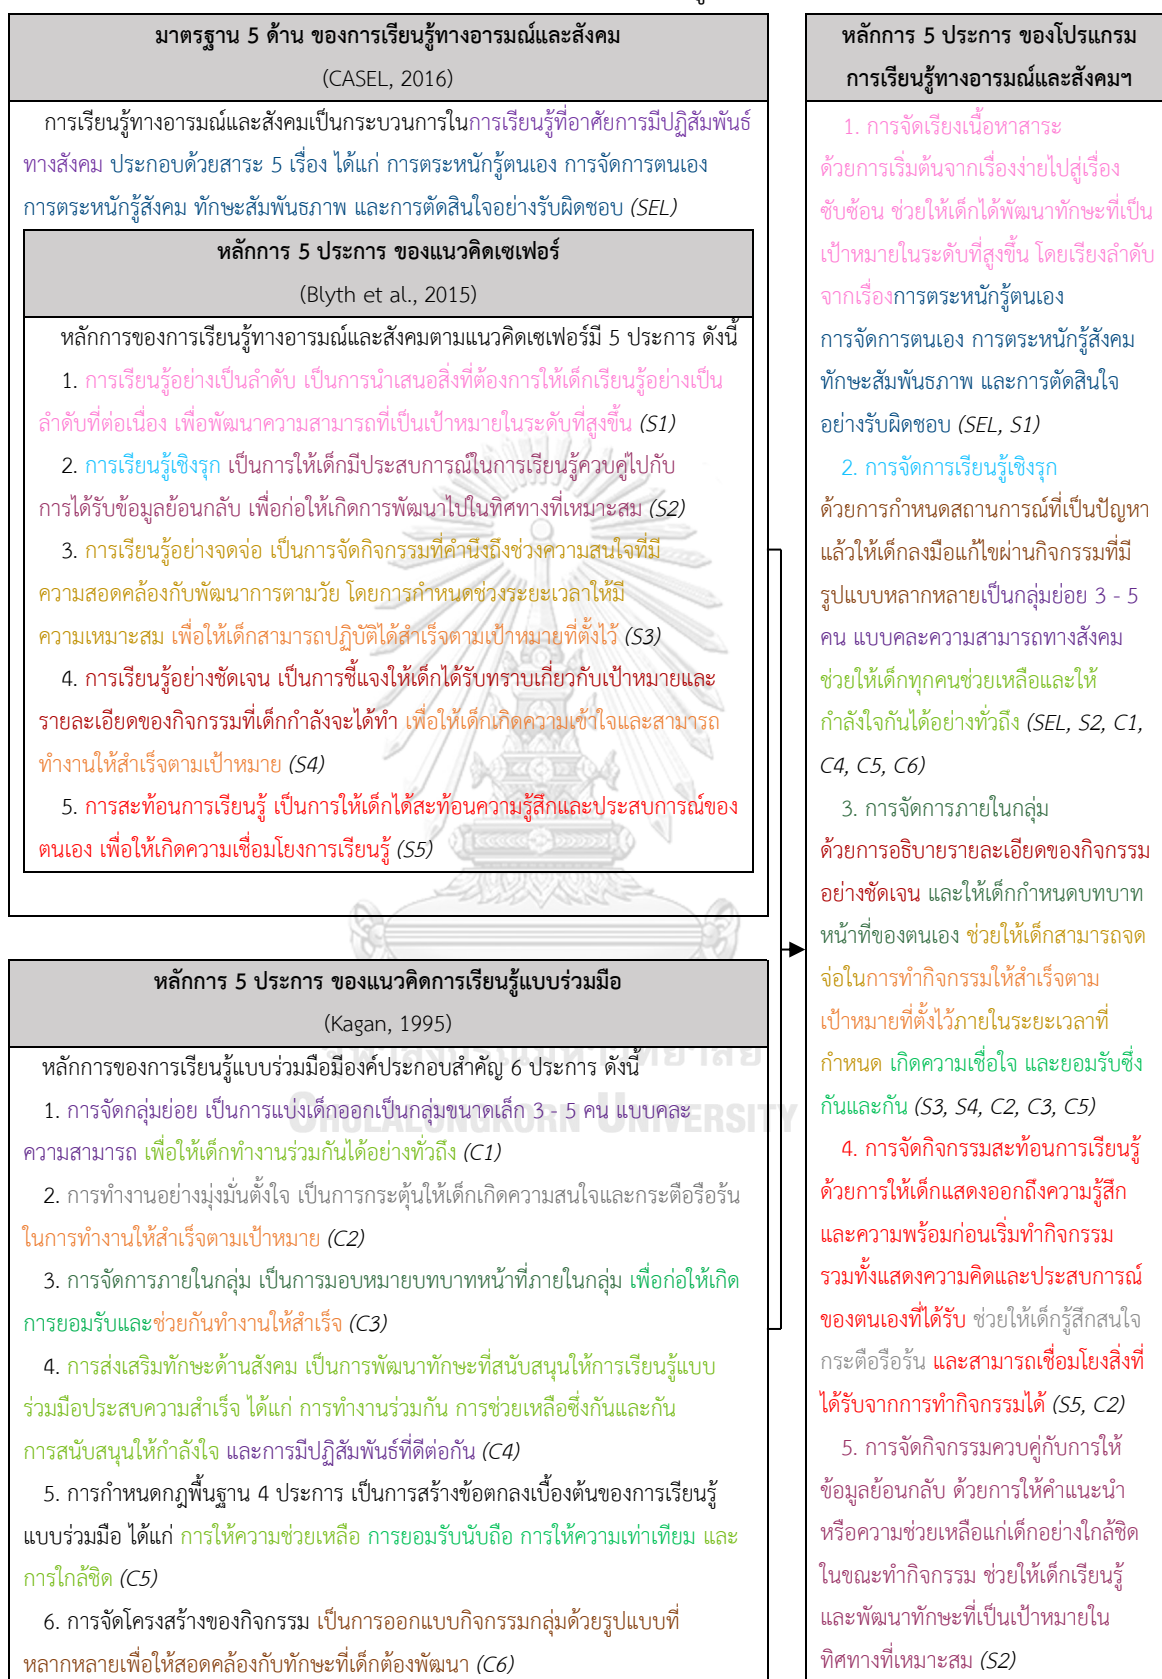 มาตรฐาน 5 ด้าน ของการเรียนรู้ทางอารมณ์และสังคม
(CASEL, 2016)
การเรียนรู้ทางอารมณ์และสังคมเป็นกระบวนการในการเรียนรู้ที่อาศัยการมีปฏิสัมพันธ์
ทางสังคม ประกอบด้วยสาระ 5 เรื่อง ได้แก่ การตระหนักรู้ตนเอง การจัดการตนเอง
การตระหนักรู้สังคม ทักษะสัมพันธภาพ และการตัดสินใจอย่างรับผิดชอบ (SEL)
หลักการ 5 ประการ ของแนวคิดเซเฟอร์
(Blyth et al., 2015)
หลักการของการเรียนรู้ทางอารมณ์และสังคมตามแนวคิดเซเฟอร์มี 5 ประการ ดังนี้
1. การเรียนรู้อย่างเป็นลำดับ เป็นการนำเสนอสิ่งที่ต้องการให้เด็กเรียนรู้อย่างเป็น
ลำดับที่ต่อเนื่อง เพื่อพัฒนาความสามารถที่เป็นเป้าหมายในระดับที่สูงขึ้น (S1)
2. การเรียนรู้เชิงรุก เป็นการให้เด็กมีประสบการณ์ในการเรียนรู้ควบคู่ไปกับ
การได้รับข้อมูลย้อนกลับ เพื่อก่อให้เกิดการพัฒนาไปในทิศทางที่เหมาะสม (S2)
3. การเรียนรู้อย่างจดจ่อ เป็นการจัดกิจกรรมที่คำนึงถึงช่วงความสนใจที่มี
ความสอดคล้องกับพัฒนาการตามวัย โดยการกำหนดช่วงระยะเวลาให้มี
ความเหมาะสม เพื่อให้เด็กสามารถปฏิบัติได้สำเร็จตามเป้าหมายที่ตั้งไว้ (S3)
4. การเรียนรู้อย่างชัดเจน เป็นการชี้แจงให้เด็กได้รับทราบเกี่ยวกับเป้าหมายและ
รายละเอียดของกิจกรรมที่เด็กกำลังจะได้ทำ เพื่อให้เด็กเกิดความเข้าใจและสามารถ
ทำงานให้สำเร็จตามเป้าหมาย (S4)
5. การสะท้อนการเรียนรู้ เป็นการให้เด็กได้สะท้อนความรู้สึกและประสบการณ์ของ
ตนเอง เพื่อให้เกิดความเชื่อมโยงการเรียนรู้ (S5)
หลักการ 5 ประการ ของแนวคิดการเรียนรู้แบบร่วมมือ
(Kagan, 1995)
หลักการของการเรียนรู้แบบร่วมมือมีองค์ประกอบสำคัญ 6 ประการ ดังนี้
1. การจัดกลุ่มย่อย เป็นการแบ่งเด็กออกเป็นกลุ่มขนาดเล็ก 3 - 5 คน แบบคละ
ความสามารถ เพื่อให้เด็กทำงานร่วมกันได้อย่างทั่วถึง (C1)
2. การทำงานอย่างมุ่งมั่นตั้งใจ เป็นการกระตุ้นให้เด็กเกิดความสนใจและกระตือรือร้น
ในการทำงานให้สำเร็จตามเป้าหมาย (C2)
3. การจัดการภายในกลุ่ม เป็นการมอบหมายบทบาทหน้าที่ภายในกลุ่ม เพื่อก่อให้เกิด
การยอมรับและช่วยกันทำงานให้สำเร็จ (C3)
4. การส่งเสริมทักษะด้านสังคม เป็นการพัฒนาทักษะที่สนับสนุนให้การเรียนรู้แบบ
ร่วมมือประสบความสำเร็จ ได้แก่ การทำงานร่วมกัน การช่วยเหลือซึ่งกันและกัน
การสนับสนุนให้กำลังใจ และการมีปฏิสัมพันธ์ที่ดีต่อกัน (C4)
5. การกำหนดกฎพื้นฐาน 4 ประการ เป็นการสร้างข้อตกลงเบื้องต้นของการเรียนรู้
แบบร่วมมือ ได้แก่ การให้ความช่วยเหลือ การยอมรับนับถือ การให้ความเท่าเทียม และ
การใกล้ชิด (C5)
6. การจัดโครงสร้างของกิจกรรม เป็นการออกแบบกิจกรรมกลุ่มด้วยรูปแบบที่
หลากหลายเพื่อให้สอดคล้องกับทักษะที่เด็กต้องพัฒนา (C6)
หลักการ 5 ประการ ของโปรแกรม
การเรียนรู้ทางอารมณ์และสังคมฯ
1. การจัดเรียงเนื้อหาสาระ
ด้วยการเริ่มต้นจากเรื่องง่ายไปสู่เรื่อง
ซับซ้อน ช่วยให้เด็กได้พัฒนาทักษะที่เป็น
เป้าหมายในระดับที่สูงขึ้น โดยเรียงลำดับ
จากเรื่องการตระหนักรู้ตนเอง
การจัดการตนเอง การตระหนักรู้สังคม
ทักษะสัมพันธภาพ และการตัดสินใจ
อย่างรับผิดชอบ (SEL, S1)
2. การจัดการเรียนรู้เชิงรุก
ด้วยการกำหนดสถานการณ์ที่เป็นปัญหา
แล้วให้เด็กลงมือแก้ไขผ่านกิจกรรมที่มี
รูปแบบหลากหลายเป็นกลุ่มย่อย 3 - 5
คน แบบคละความสามารถทางสังคม
ช่วยให้เด็กทุกคนช่วยเหลือและให้
กำลังใจกันได้อย่างทั่วถึง (SEL, S2, C1,
C4, C5, C6)
3. การจัดการภายในกลุ่ม
ด้วยการอธิบายรายละเอียดของกิจกรรม
อย่างชัดเจน และให้เด็กกำหนดบทบาท
หน้าที่ของตนเอง ช่วยให้เด็กสามารถจด
จ่อในการทำกิจกรรมให้สำเร็จตาม
เป้าหมายที่ตั้งไว้ภายในระยะเวลาที่
กำหนด เกิดความเชื่อใจ และยอมรับซึ่ง
กันและกัน (S3, S4, C2, C3, C5)
4. การจัดกิจกรรมสะท้อนการเรียนรู้
ด้วยการให้เด็กแสดงออกถึงความรู้สึก
และความพร้อมก่อนเริ่มทำกิจกรรม
รวมทั้งแสดงความคิดและประสบการณ์
ของตนเองที่ได้รับ ช่วยให้เด็กรู้สึกสนใจ
กระตือรือร้น และสามารถเชื่อมโยงสิ่งที่
ได้รับจากการทำกิจกรรมได้ (S5, C2)
5. การจัดกิจกรรมควบคู่กับการให้
ข้อมูลย้อนกลับ ด้วยการให้คำแนะนำ
หรือความช่วยเหลือแก่เด็กอย่างใกล้ชิด
ในขณะทำกิจกรรม ช่วยให้เด็กเรียนรู้
และพัฒนาทักษะที่เป็นเป้าหมายใน
ทิศทางที่เหมาะสม (S2)
จุฬาลงกรณ์มหาวิทยาลัย
CHULALONGKORN UNIVERSITY